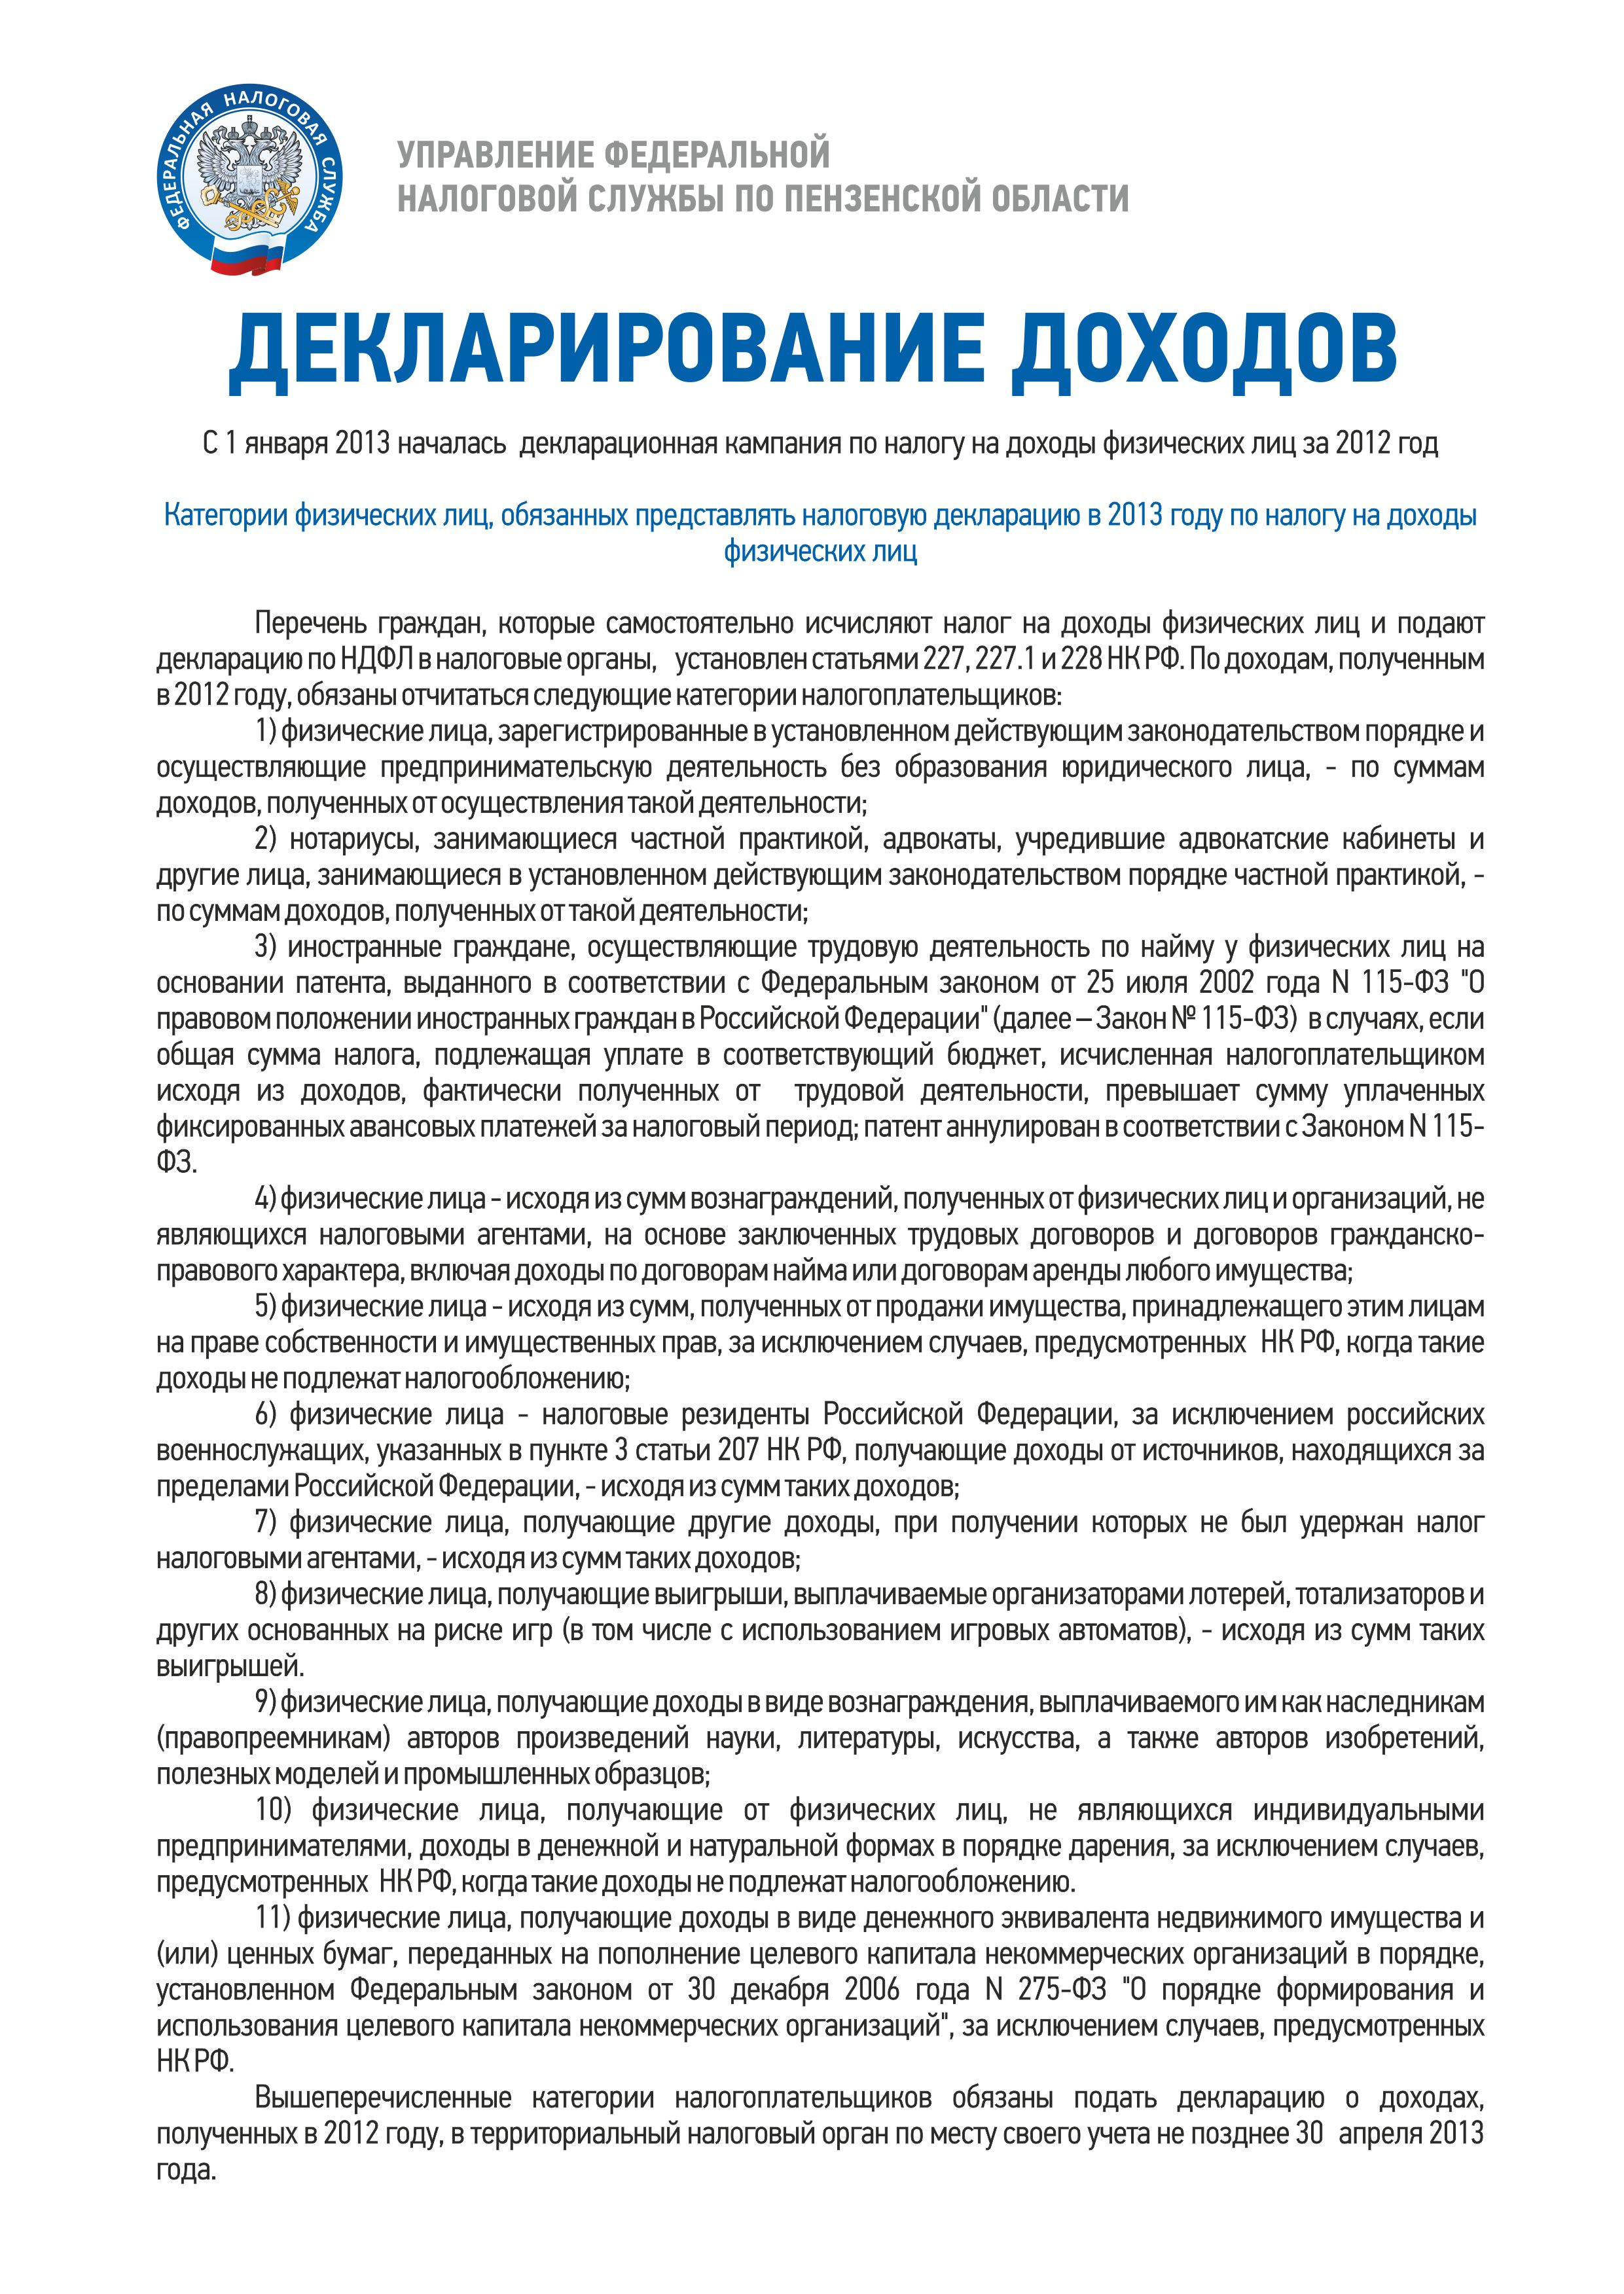 ФЕДЕРАЛЬНАЯ НАЛОГОВАЯ СЛУЖБА
УПРАВЛЕНИЕ ФЕДЕРАЛЬНОЙ
НАЛОГОВОЙ СЛУЖБЫ ПО ПЕНЗЕНСКОЙ ОБЛАСТИ
ДЕКЛАРИРОВАНИЕ ДОХОДОВ
С 1 января 2013 началась декларационная кампания по налогу на доходы физических лиц за 2012 год
Категории физических лиц, обязанных представлять налоговую декларацию в 2013 году по налогу на доходы
физических лиц
Перечень граждан, которые самостоятельно исчисляют налог на доходы физических лиц и подают
декларацию по НДФЛ в налоговые органы, установлен статьями 227, 227.1 и 228 НК РФ. По доходам, полученным
в 2012 году, обязаны отчитаться следующие категории налогоплательщиков:
1) физические лица, зарегистрированные в установленном действующим законодательством порядке и
осуществляющие предпринимательскую деятельность без образования юридического лица, - по суммам
доходов, полученных от осуществления такой деятельности;
2) нотариусы, занимающиеся частной практикой, адвокаты, учредившие адвокатские кабинеты и
другие лица, занимающиеся в установленном действующим законодательством порядке частной практикой, -
по суммам доходов, полученных от такой деятельности;
3) иностранные граждане, осуществляющие трудовую деятельность по найму у физических лиц на
основании патента, выданного в соответствии с Федеральным законом от 25 июля 2002 года N 115-ФЗ "О
правовом положении иностранных граждан в Российской Федерации" (далее – Закон № 115-ФЗ) в случаях, если
общая сумма налога, подлежащая уплате в соответствующий бюджет, исчисленная налогоплательщиком
исходя из доходов, фактически полученных от трудовой деятельности, превышает сумму уплаченных
фиксированных авансовых платежей за налоговый период; патент аннулирован в соответствии с Законом N 115-
ФЗ.
4) физические лица - исходя из сумм вознаграждений, полученных от физических лиц и организаций, не
являющихся налоговыми агентами, на основе заключенных трудовых договоров и договоров гражданско-
правового характера, включая доходы по договорам найма или договорам аренды любого имущества;
5) физические лица - исходя из сумм, полученных от продажи имущества, принадлежащего этим лицам
на праве собственности и имущественных прав, за исключением случаев, предусмотренных НК РФ, когда такие
доходы не подлежат налогообложению;
6) физические лица - налоговые резиденты Российской Федерации, за исключением российских
военнослужащих, указанных в пункте 3 статьи 207 НК РФ, получающие доходы от источников, находящихся за
пределами Российской Федерации, - исходя из сумм таких доходов;
7) физические лица, получающие другие доходы, при получении которых не был удержан налог
налоговыми агентами, - исходя из сумм таких доходов;
8) физические лица, получающие выигрыши, выплачиваемые организаторами лотерей, тотализаторов и
других основанных на риске игр (в том числе с использованием игровых автоматов), - исходя из сумм таких
выигрышей.
9) физические лица, получающие доходы в виде вознаграждения, выплачиваемого им как наследникам
(правопреемникам) авторов произведений науки, литературы, искусства, а также авторов изобретений,
полезных моделей и промышленных образцов;
10) физические лица, получающие от физических лиц, не являющихся индивидуальными
предпринимателями, доходы в денежной и натуральной формах в порядке дарения, за исключением случаев,
предусмотренных НК РФ, когда такие доходы не подлежат налогообложению.
11) физические лица, получающие доходы в виде денежного эквивалента недвижимого имущества и
(или) ценных бумаг, переданных на пополнение целевого капитала некоммерческих организаций в порядке,
установленном Федеральным законом от 30 декабря 2006 года N 275-ФЗ "О порядке формирования и
использования целевого капитала некоммерческих организаций", за исключением случаев, предусмотренных
НК РФ.
Вышеперечисленные категории налогоплательщиков обязаны подать декларацию о доходах,
полученных в 2012 году, в территориальный налоговый орган по месту своего учета не позднее 30 апреля 2013
года.